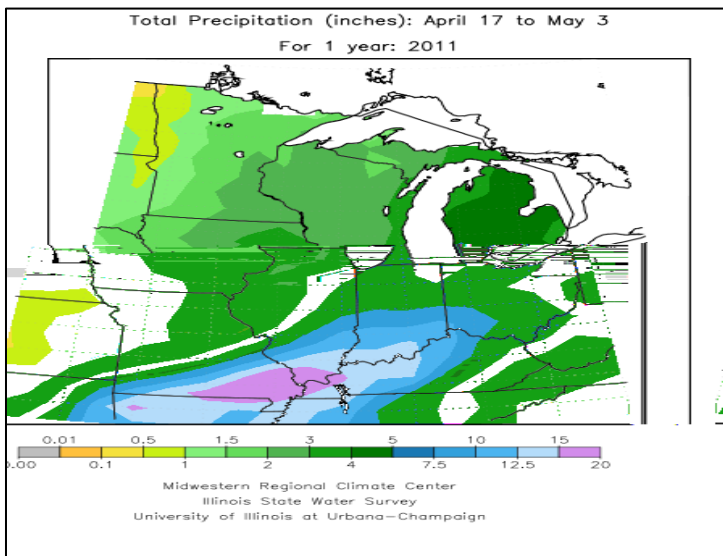 Total Precipitation (inches): April 17 to May 3
For 1 year: 2011
0.01 0.5 1.5 3 5 10 15
0.00 0.1 1 2 4 7.5 12.5 20
Midwestern Regional Climate Center
Illinois State Water Survey
University of Illinois at Urbana-Champaign